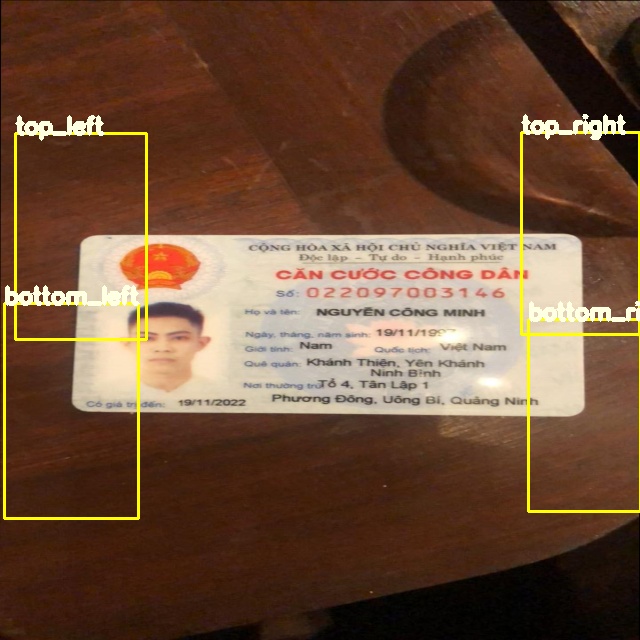 top_left
top_right
CỘNG HÒA XÃ HỘI CHỦ NGHĨA VIỆT NAM
Độc lập - Tự do - Hạnh phúc
CĂN CƯỚC CÔNG DÂN
bottom_left
Số: 022097003146
bottom_ri
Họ và tên: NGUYỄN CÔNG MINH
Ngày, tháng, năm sinh: 19/11/1997
Giới tính: Nam Quốc tịch: Việt Nam
Quê quán: Khánh Thiện, Yên Khánh
Ninh Bình
Nơi thường trú: Tổ 4, Tân Lập 1
Có giá trị đến: 19/11/2022
Phương Đông, Uông Bí, Quảng Ninh